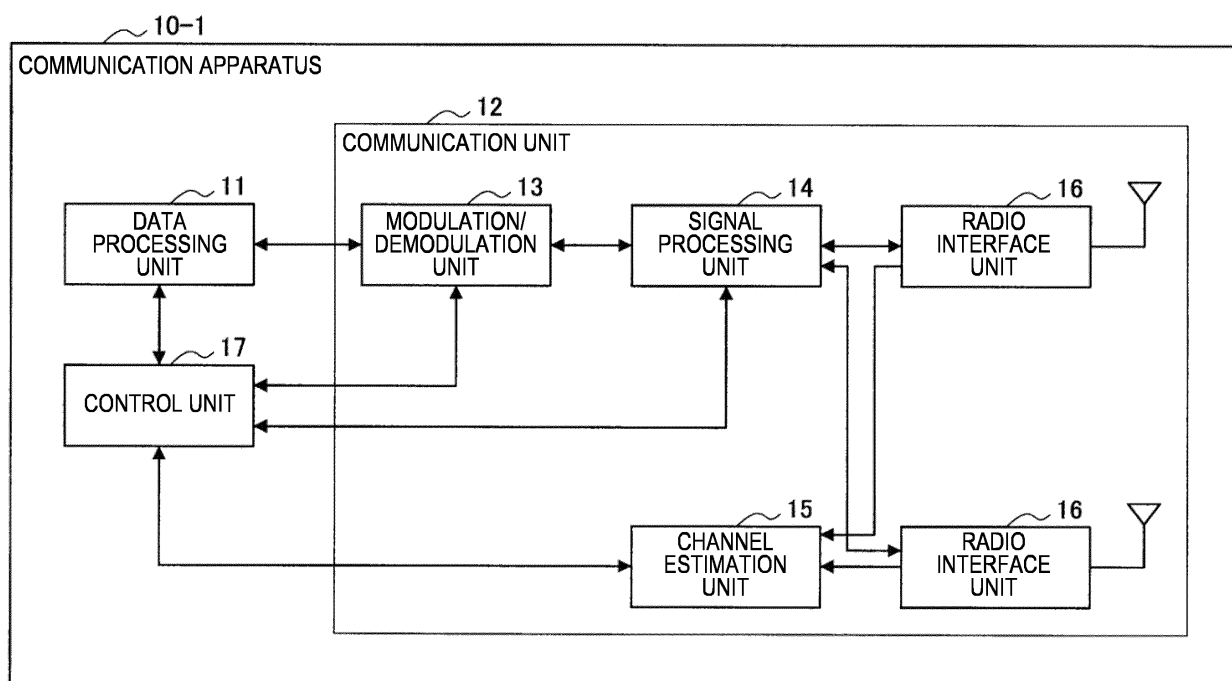 10-1
COMMUNICATION APPARATUS
12
COMMUNICATION UNIT
11
DATA
PROCESSING
UNIT
13
MODULATION/
DEMODULATION
UNIT
14
SIGNAL
PROCESSING
UNIT
16
RADIO
INTERFACE
UNIT
17
CONTROL UNIT
15
CHANNEL
ESTIMATION
UNIT
16
RADIO
INTERFACE
UNIT